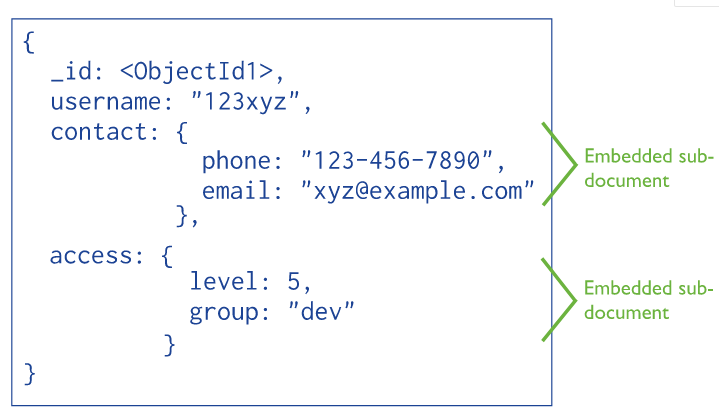 {
_id: <ObjectId1>,
username: "123xyz",
contact: {
phone: "123-456-7890",
email: "xyz@example.com"
},
access: {
level: 5,
group: "dev"
}
}
Embedded sub-
document
Embedded sub-
document